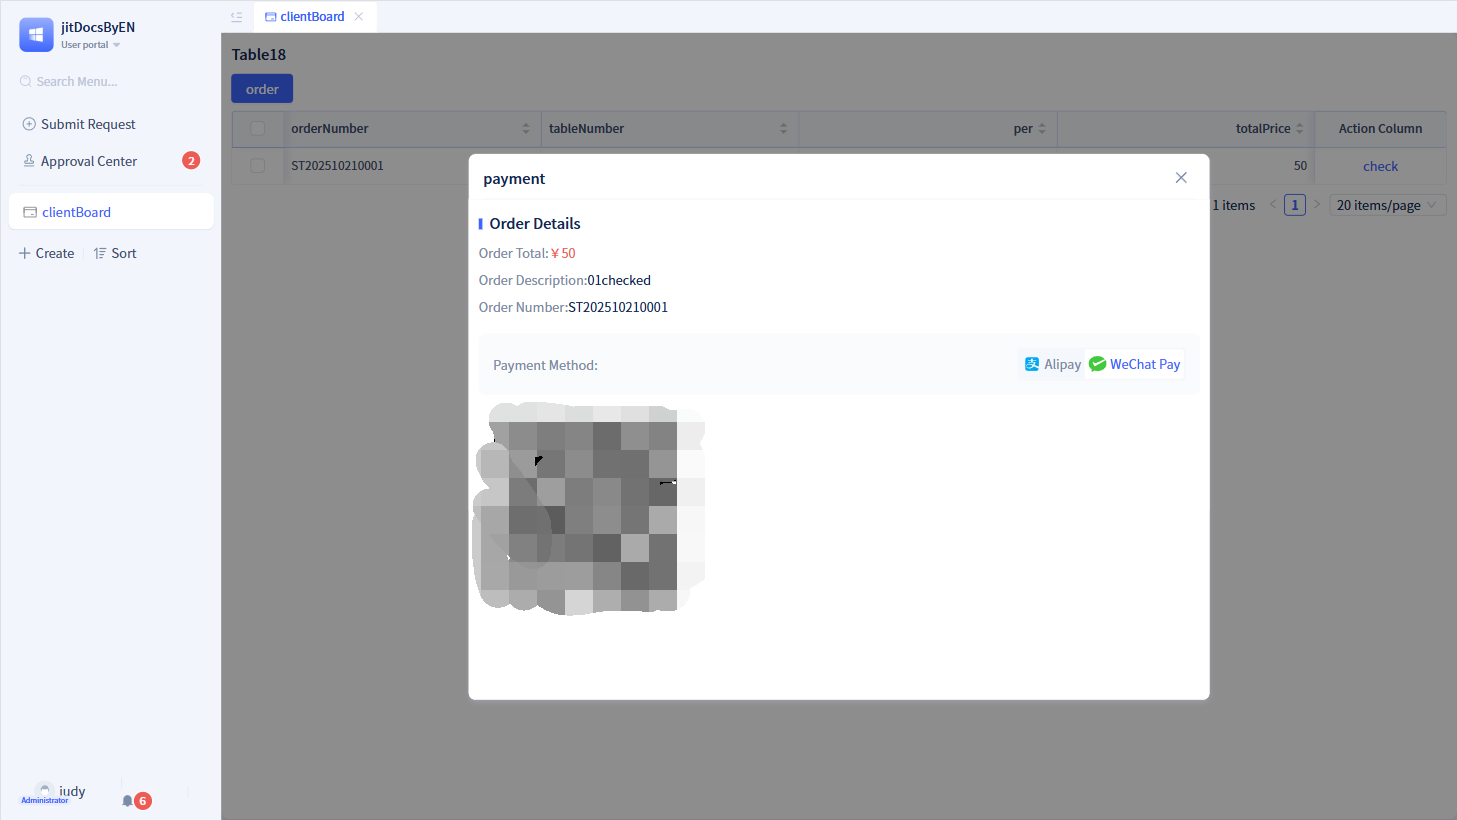 jitDocsByEN
User portal
Search Menu...
Submit Request
Approval Center 2
clientBoard
Create Sort
iudy
Administrator
6
clientBoard
Table18
order
orderNumber tableNumber per totalPrice Action Column
ST202510210001 50 check
1 items 1 20 items/page
payment
Order Details
Order Total:￥50
Order Description:01checked
Order Number:ST202510210001
Payment Method: 支 Alipay WeChat Pay